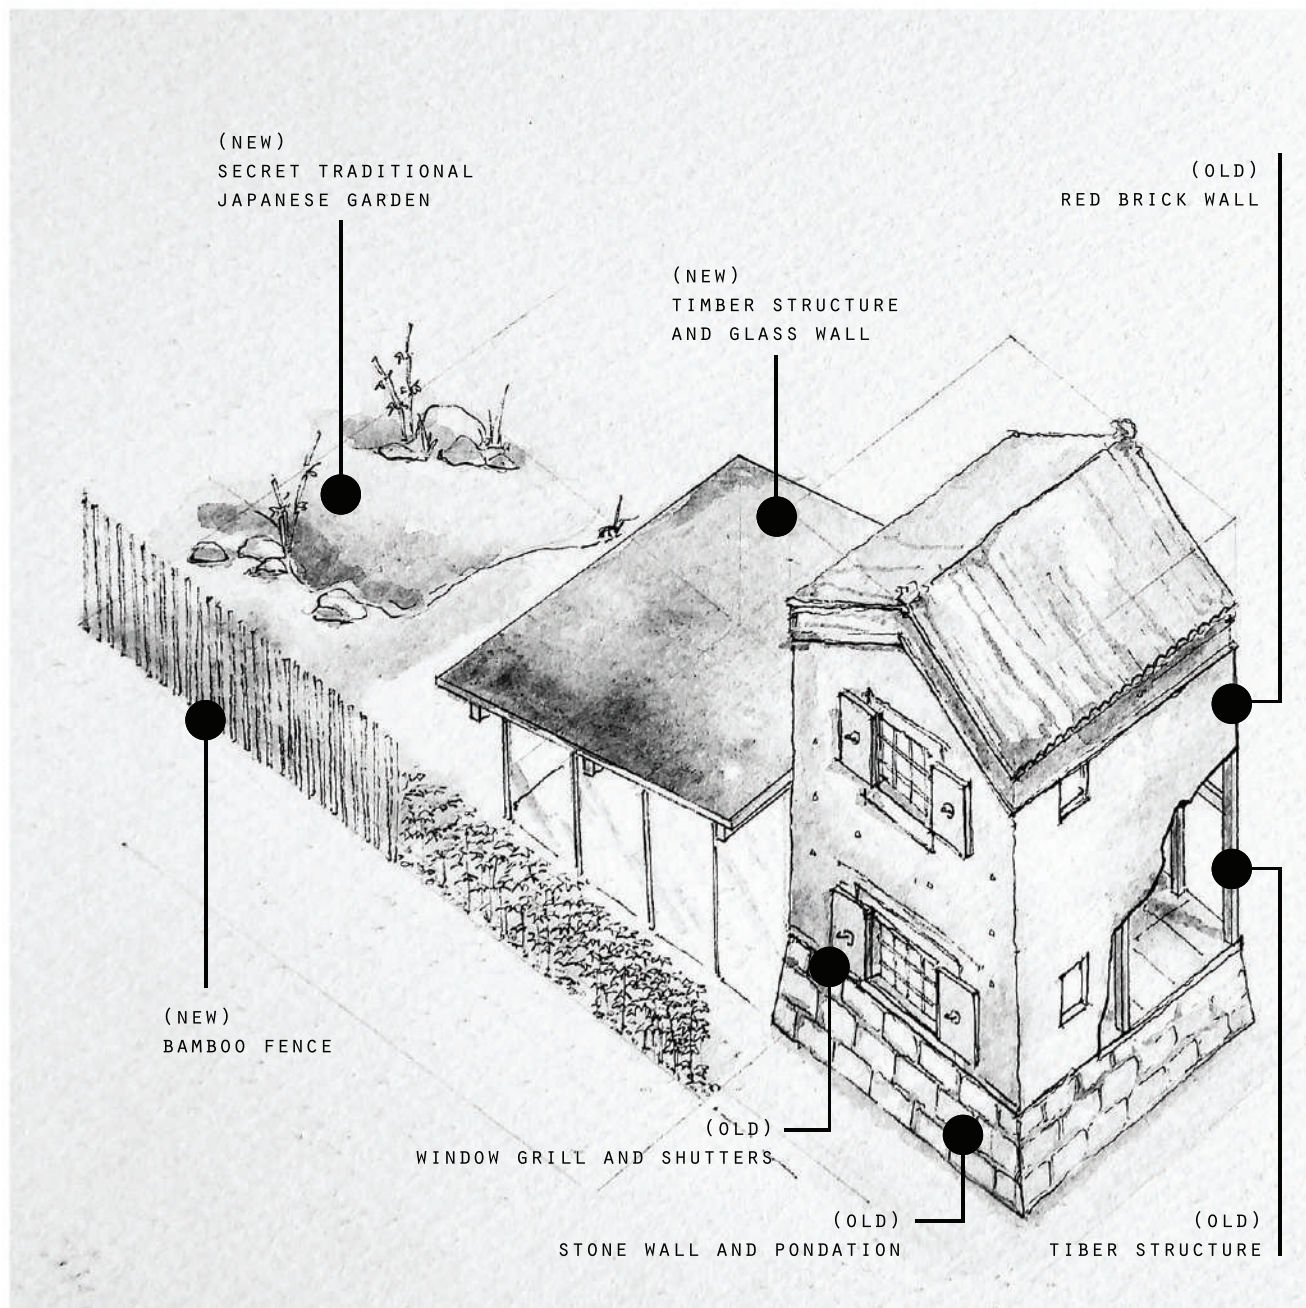 (NEW)
SECRET TRADITIONAL
JAPANESE GARDEN
(OLD)
RED BRICK WALL
(NEW)
TIMBER STRUCTURE
AND GLASS WALL
(NEW)
BAMBOO FENCE
(OLD)
WINDOW GRILL AND SHUTTERS
(OLD)
STONE WALL AND PONDATION
(OLD)
TIBER STRUCTURE